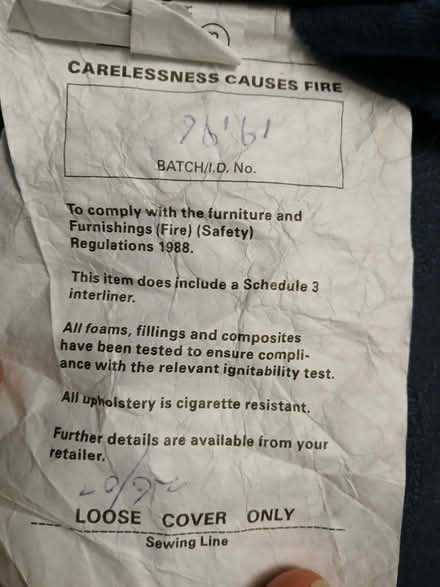 CARELESSNESS CAUSES FIRE
BATCH/I.D. No.
To comply with the furniture and
Furnishings (Fire) (Safety)
Regulations 1988.
This item does include a Schedule 3
interliner.
All foams, fillings and composites
have been tested to ensure compli-
ance with the relevant ignitability test.
All upholstery is cigarette resistant.
Further details are available from your
retailer.
LOOSE COVER ONLY
Sewing Line